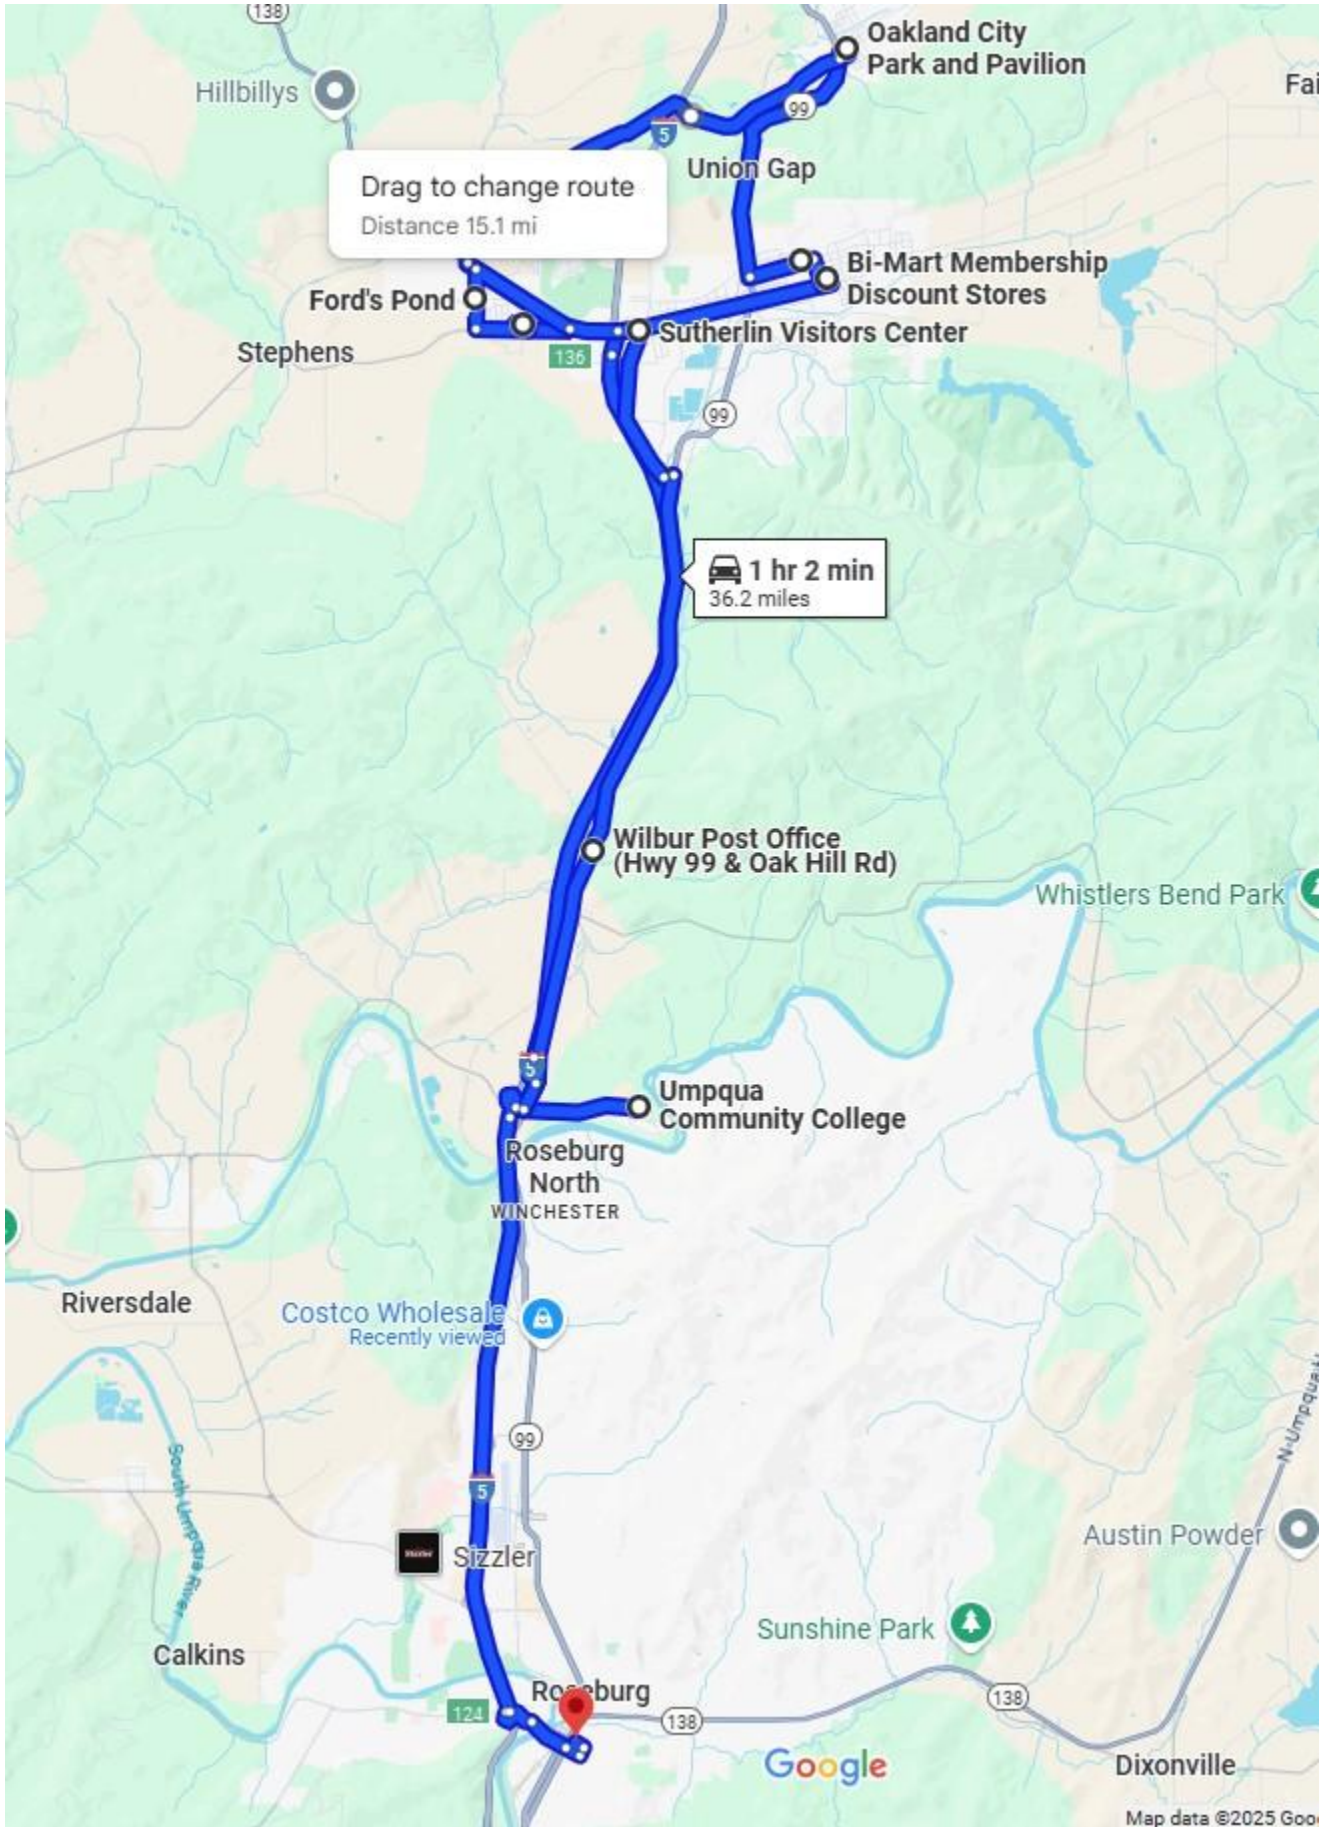 138
Oakland City
Park and Pavilion
Hillbillys
99
5
Union Gap
Drag to change route
Distance 15.1 mi
Bi-Mart Membership
Discount Stores
Ford's Pond
Sutherlin Visitors Center
Stephens
136
99
1 hr 2 min
36.2 miles
Wilbur Post Office
(Hwy 99 & Oak Hill Rd)
Whistlers Bend Park
5
Umpqua
Community College
Roseburg
North
WINCHESTER
Riversdale
Costco Wholesale
Recently viewed
99
South Umpqua River
5
Sizzler
Austin Powder
Sunshine Park
Calkins
Roseburg
124
138
138
Google
Dixonville
Map data ©2025 Goo